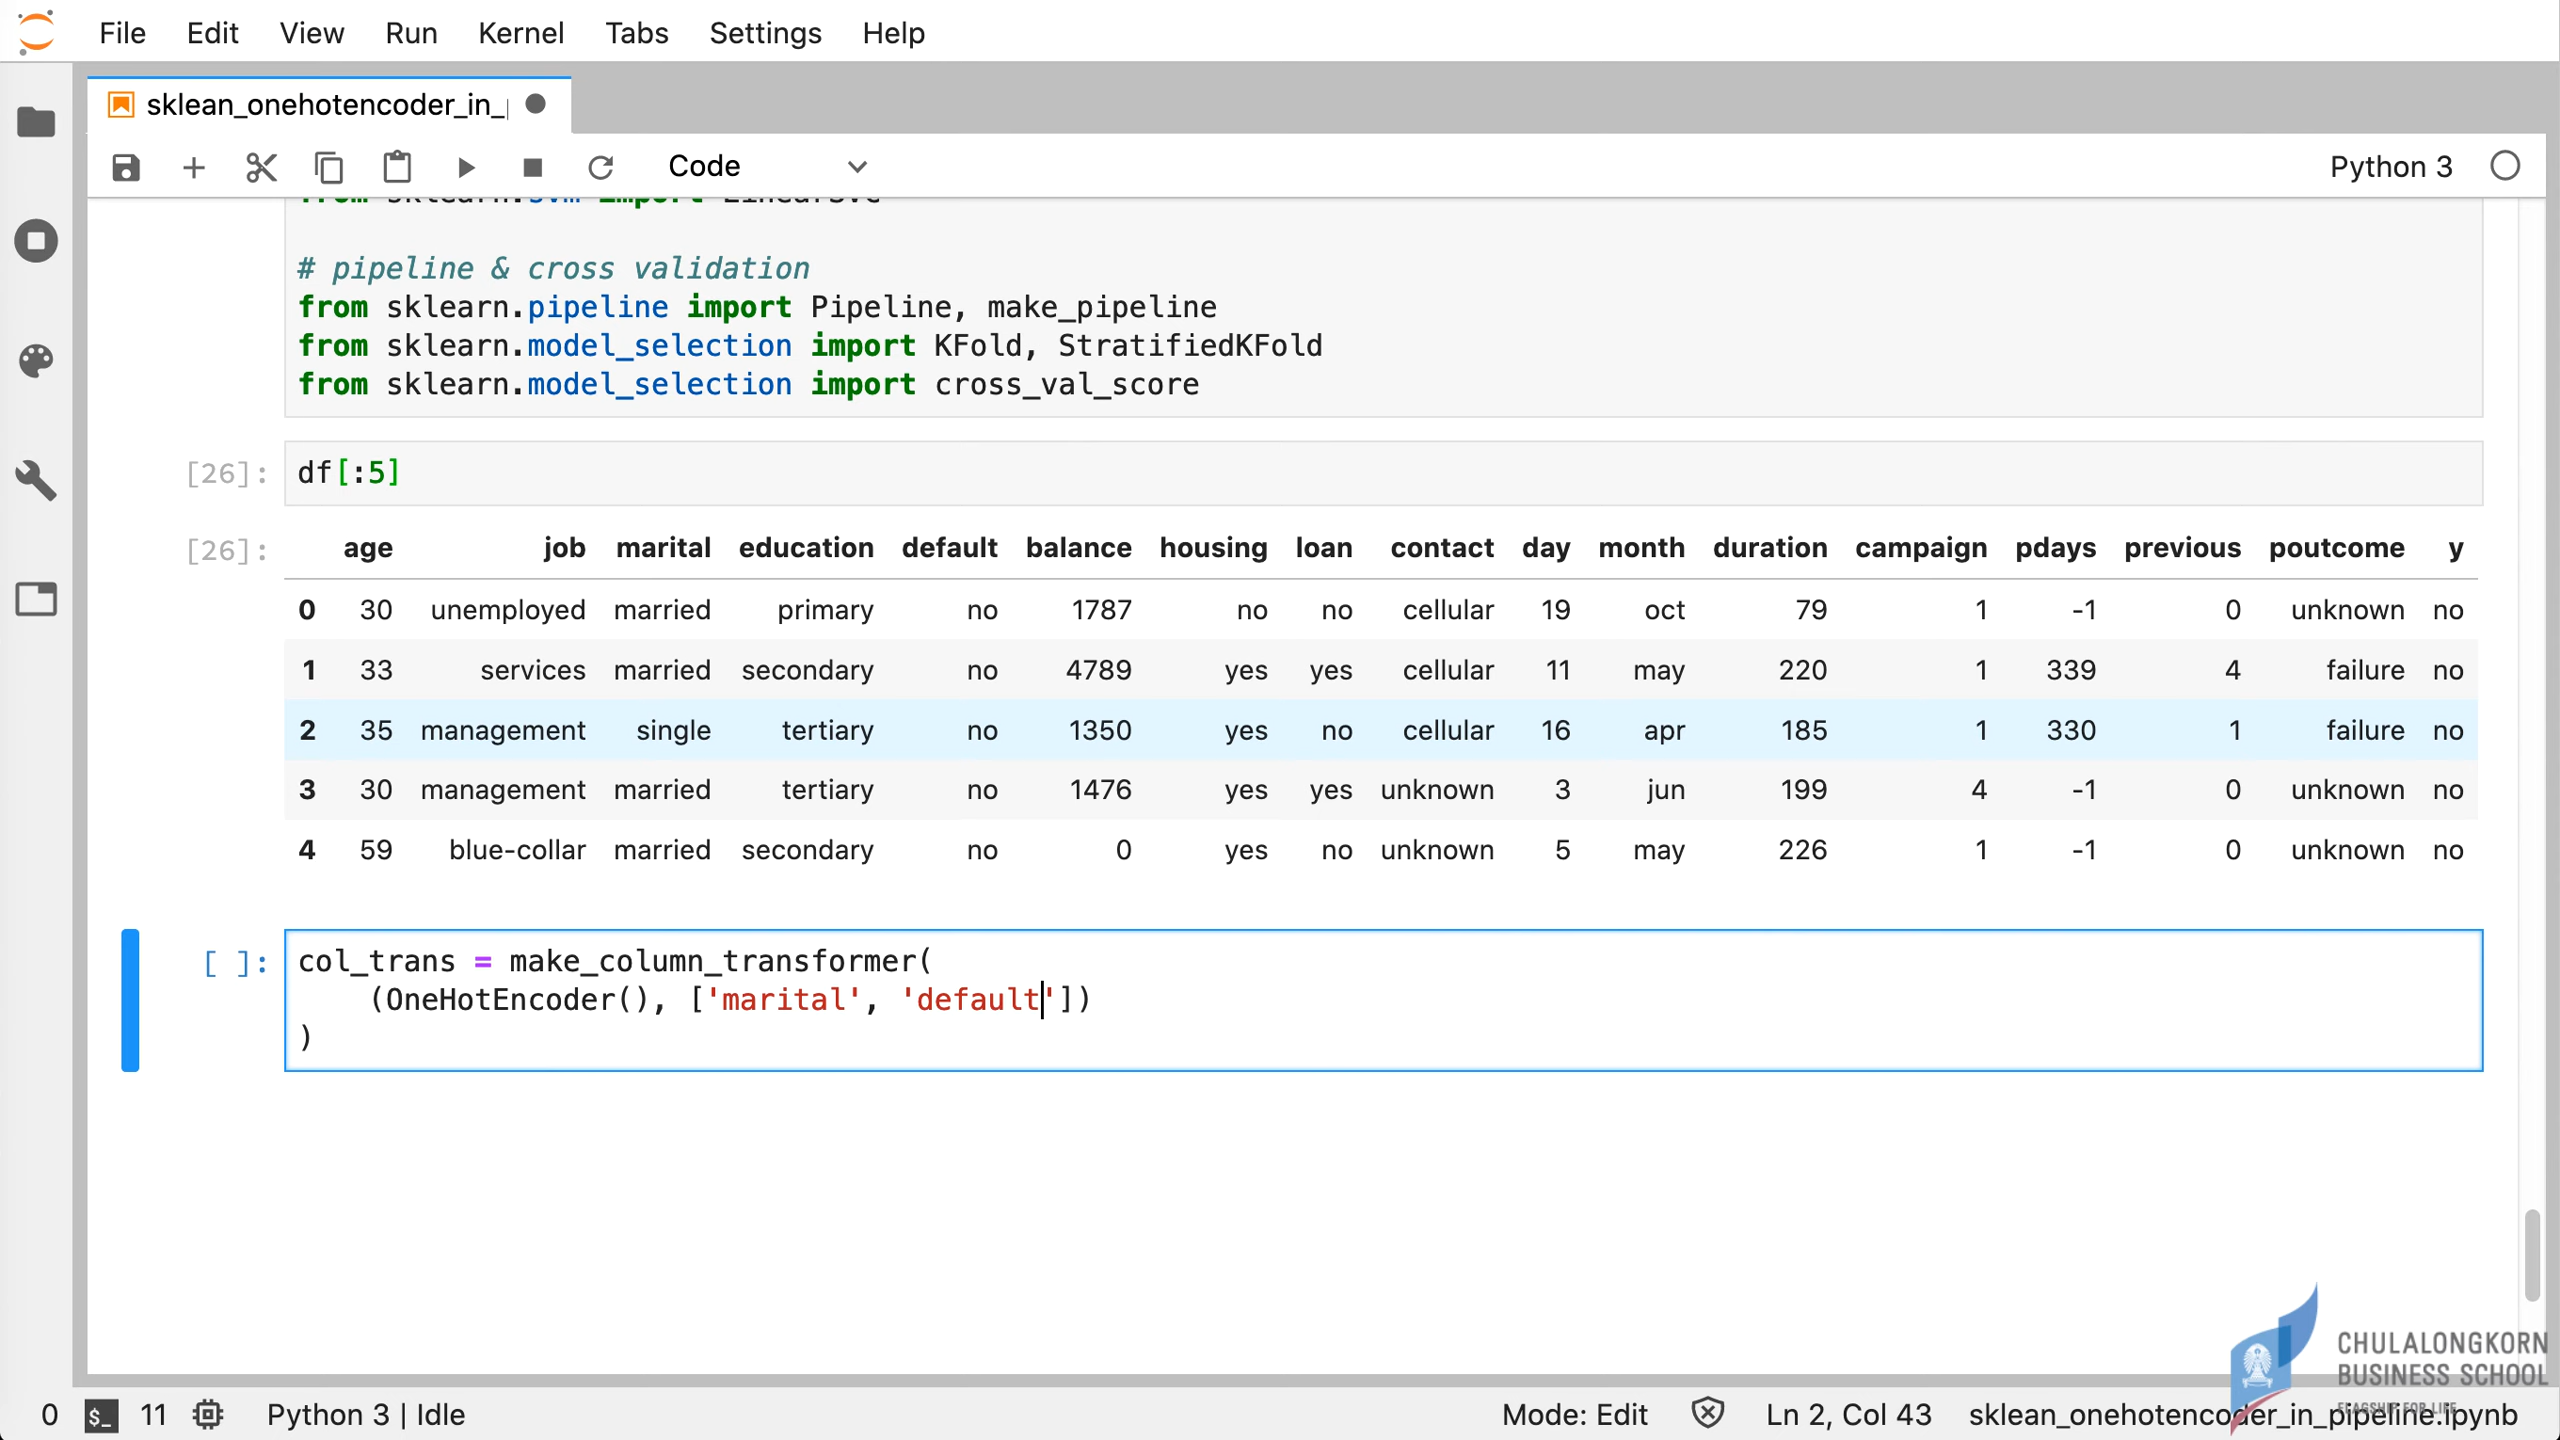 File Edit View Run Kernel Tabs Settings Help
sklean_onehotencoder_in_
Code Python 3
from sklearn.svm import LinearSVC
# pipeline & cross validation
from sklearn.pipeline import Pipeline, make_pipeline
from sklearn.model_selection import KFold, StratifiedKFold
from sklearn.model_selection import cross_val_score
[26]: df[:5]
[26]: age job marital education default balance housing loan contact day month duration campaign pdays previous poutcome y
0 30 unemployed married primary no 1787 no no cellular 19 oct 79 1 -1 0 unknown no
1 33 services married secondary no 4789 yes yes cellular 11 may 220 1 339 4 failure no
2 35 management single tertiary no 1350 yes no cellular 16 apr 185 1 330 1 failure no
3 30 management married tertiary no 1476 yes yes unknown 3 jun 199 4 -1 0 unknown no
4 59 blue-collar married secondary no 0 yes no unknown 5 may 226 1 -1 0 unknown no
[ ]: col_trans = make_column_transformer(
(OneHotEncoder(), ['marital', 'default'])
)
CHULALONGKORN
BUSINESS SCHOOL
FLAGSHIP FOR LIFE
0 $_ 11 Python 3 | Idle Mode: Edit Ln 2, Col 43 sklean_onehotencoder_in_pipeline.ipynb